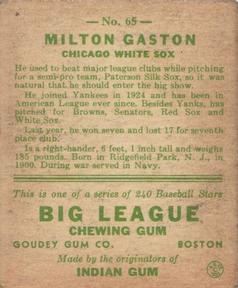 No. 65
MILTON GASTON
CHICAGO WHITE SOX
He used to beat major league clubs while pitching
for a semi-pro team, Paterson Silk Sox, so it was
natural that he should enter the big show.
He joined Yankees in 1924 and has been in
American League ever since. Besides Yanks, has
pitched for Browns, Senators, Red Sox and
White Sox.
Last year, he won seven and lost 17 for seventh
place club.
Is a right-hander, 6 feet, 1 inch tall and weighs
185 pounds. Born in Ridgefield Park, N. J., in
1900. During war served in Navy.
This is one of a series of 240 Baseball Stars
BIG LEAGUE
CHEWING GUM
GOUDEY GUM CO. BOSTON
Made by the originators of
INDIAN GUM